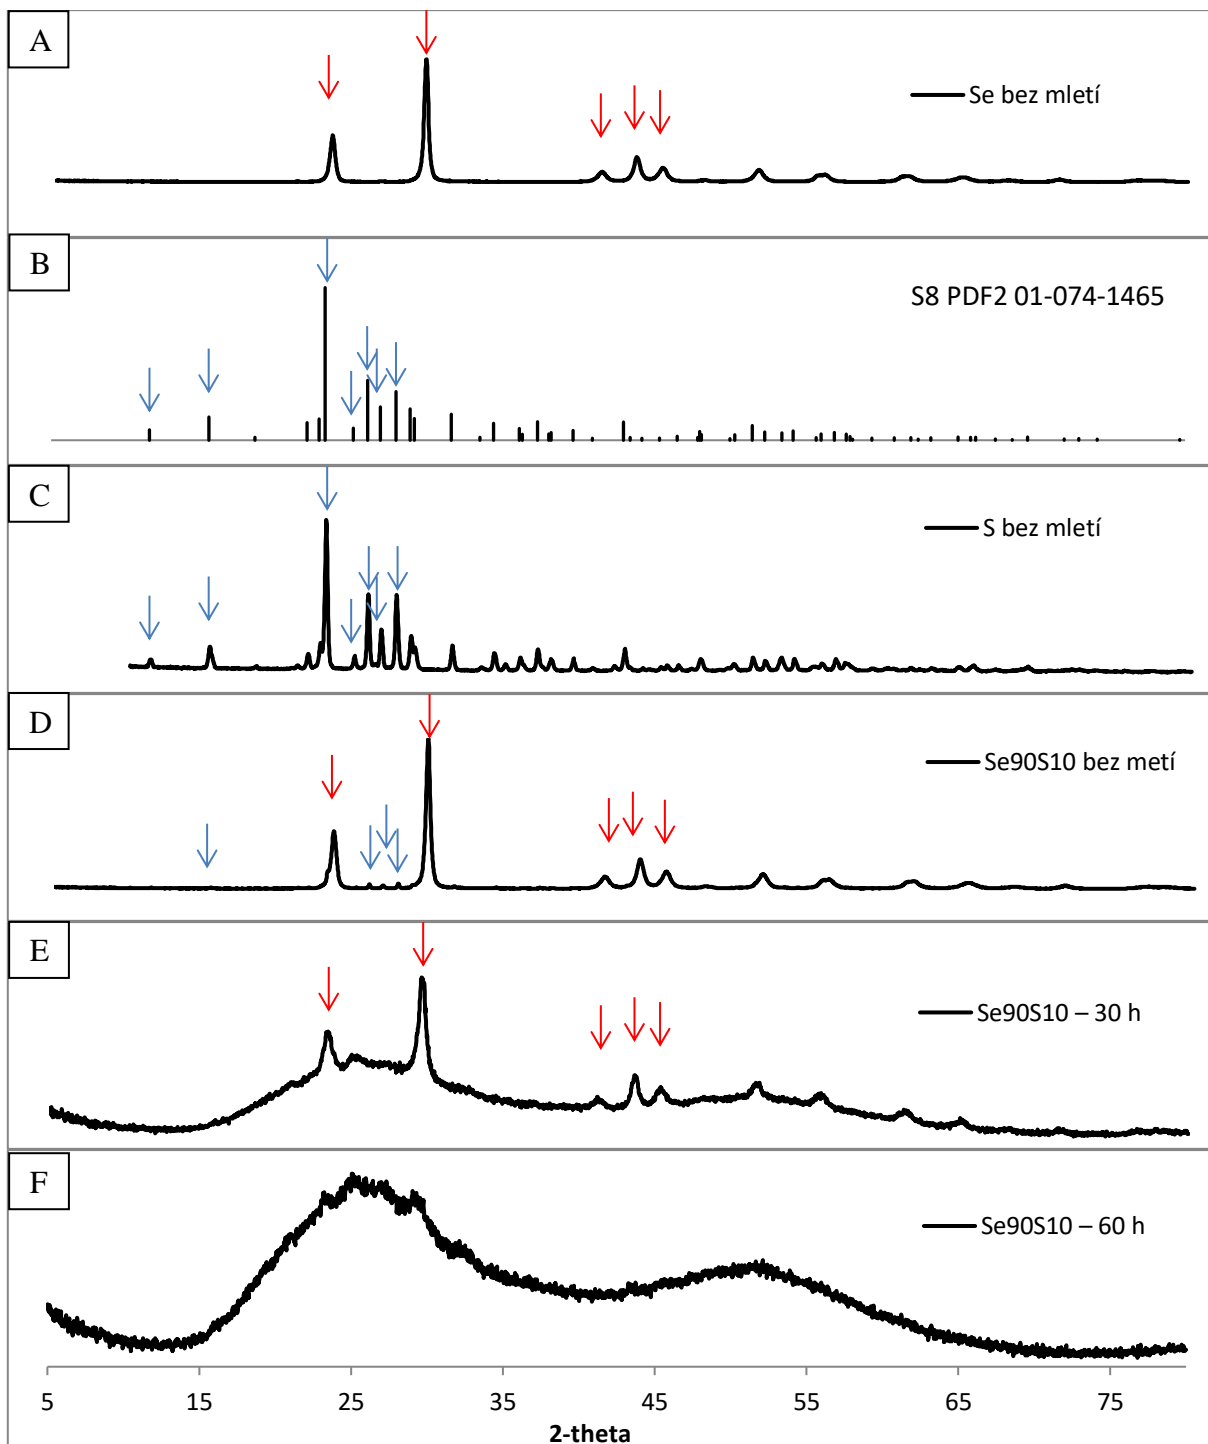 A
Se bez mletí
B
S8 PDF2 01-074-1465
C
S bez mletí
D
Se90S10 bez metí
E
Se90S10 – 30 h
F
Se90S10 – 60 h
5 15 25 35 45 55 65 75
2-theta